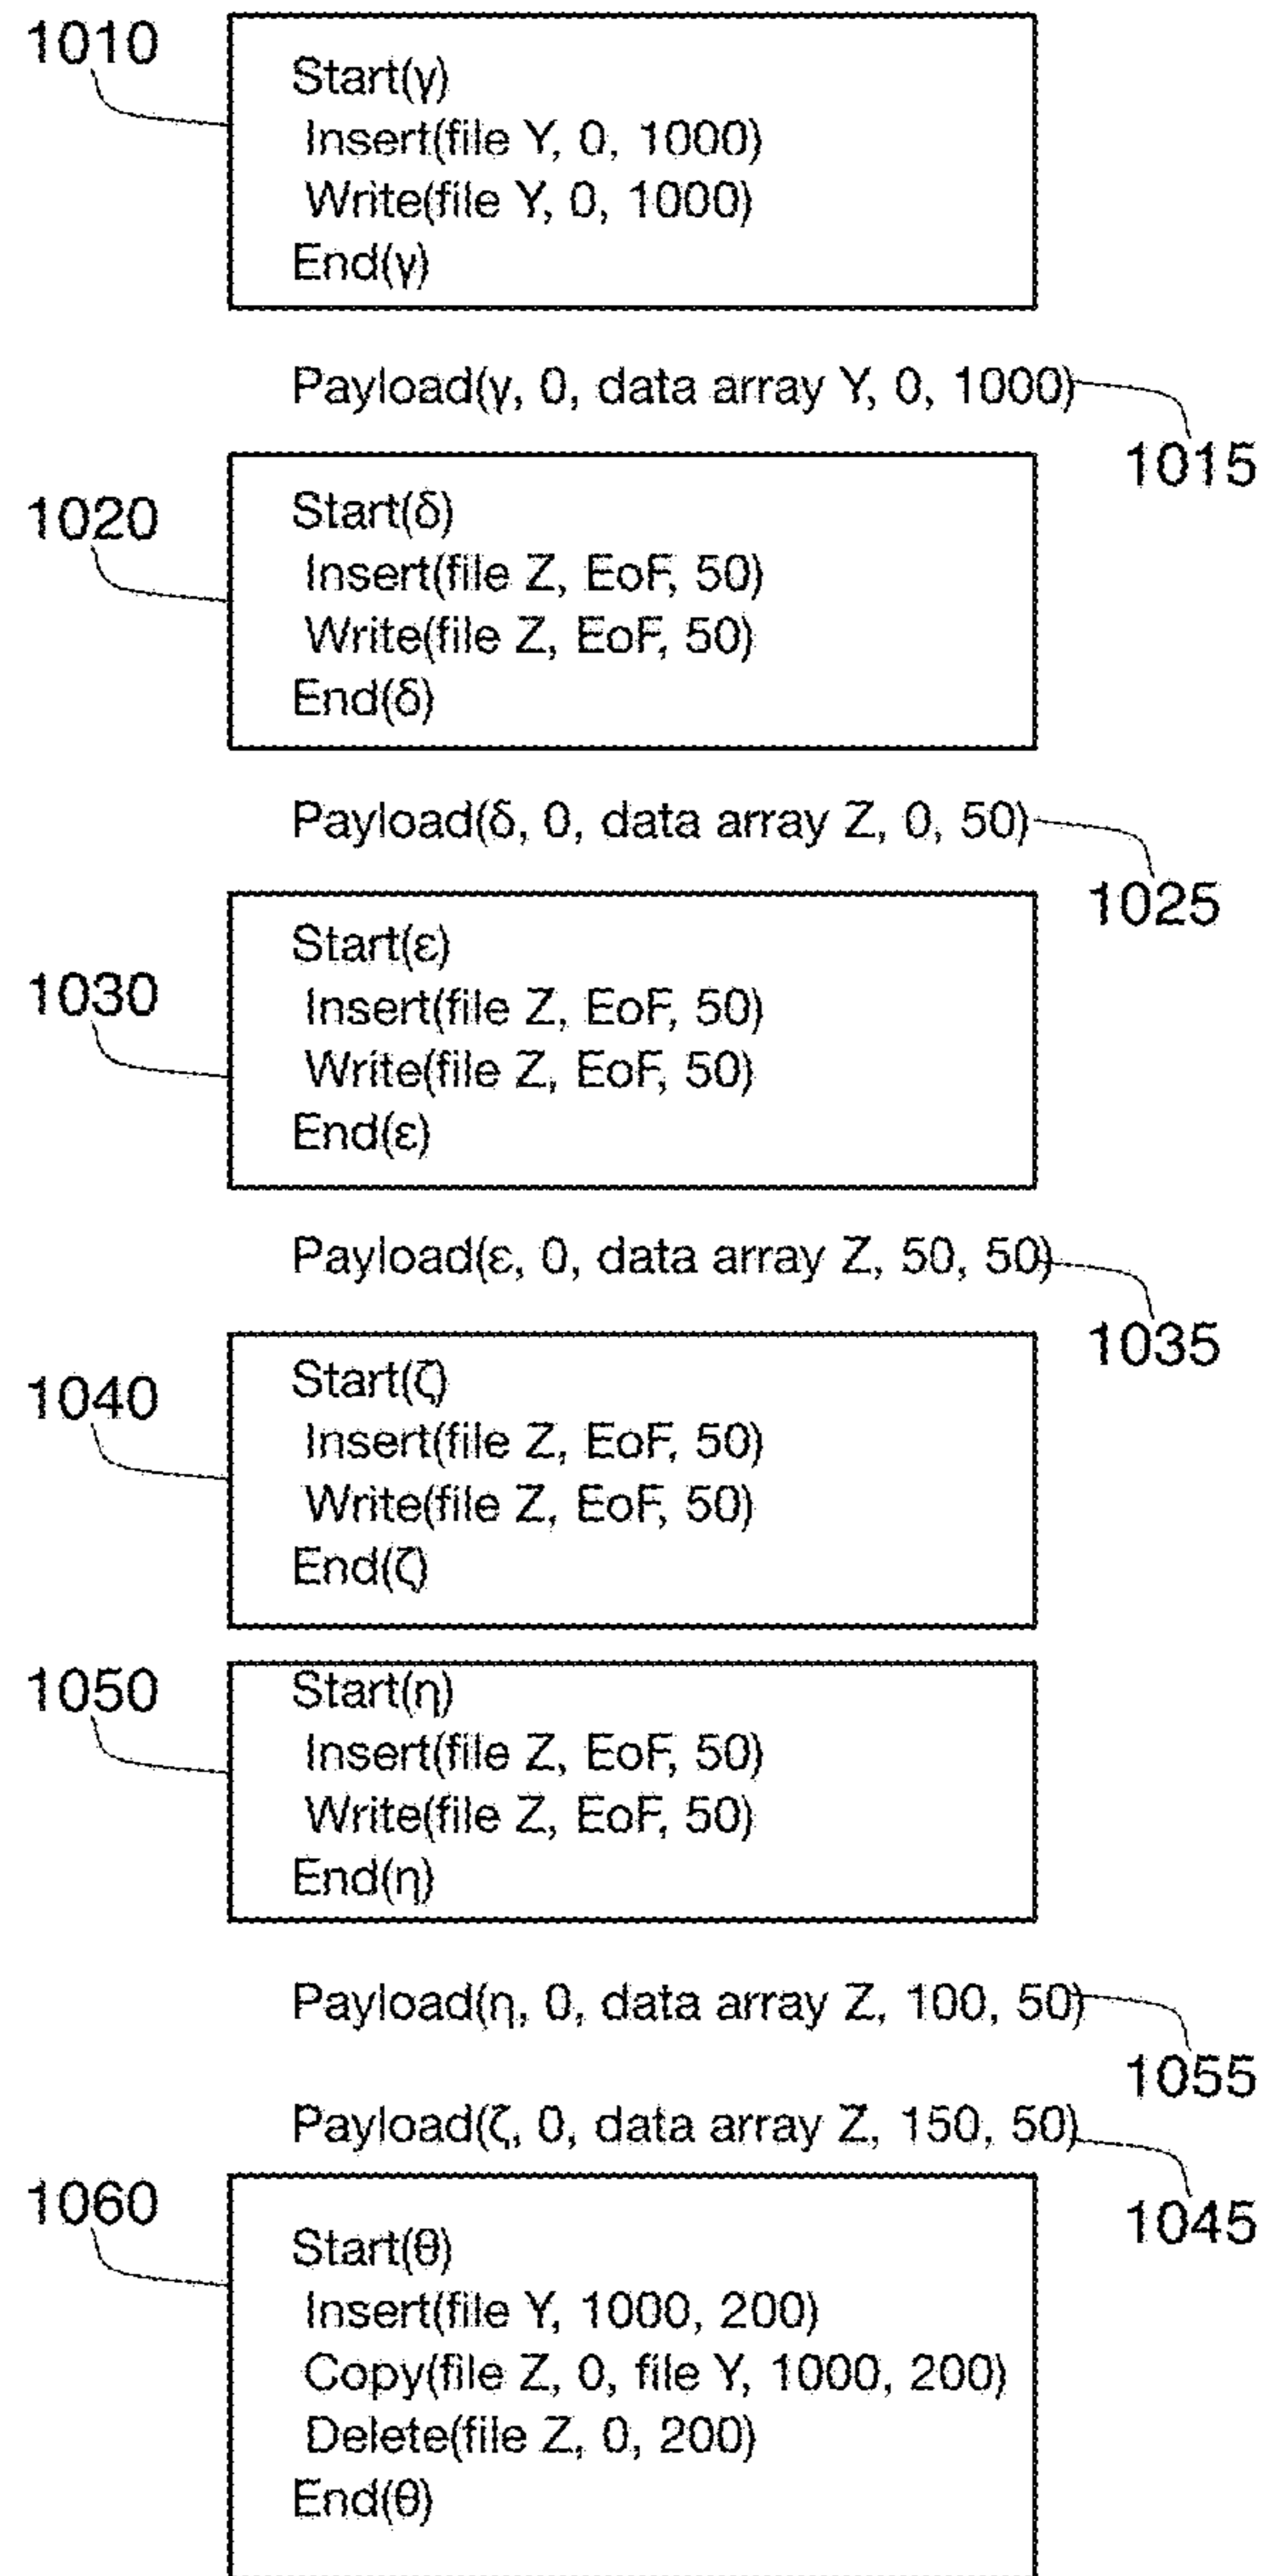 1010
Start(γ)
Insert(file Y, 0, 1000)
Write(file Y, 0, 1000)
End(γ)
Payload(γ, 0, data array Y, 0, 1000)
1015
1020
Start(δ)
Insert(file Z, EoF, 50)
Write(file Z, EoF, 50)
End(δ)
Payload(δ, 0, data array Z, 0, 50)
1025
1030
Start(ε)
Insert(file Z, EoF, 50)
Write(file Z, EoF, 50)
End(ε)
Payload(ε, 0, data array Z, 50, 50)
1035
1040
Start(ζ)
Insert(file Z, EoF, 50)
Write(file Z, EoF, 50)
End(ζ)
1050
Start(η)
Insert(file Z, EoF, 50)
Write(file Z, EoF, 50)
End(η)
Payload(η, 0, data array Z, 100, 50)
1055
Payload(ζ, 0, data array Z, 150, 50)
1045
1060
Start(θ)
Insert(file Y, 1000, 200)
Copy(file Z, 0, file Y, 1000, 200)
Delete(file Z, 0, 200)
End(θ)